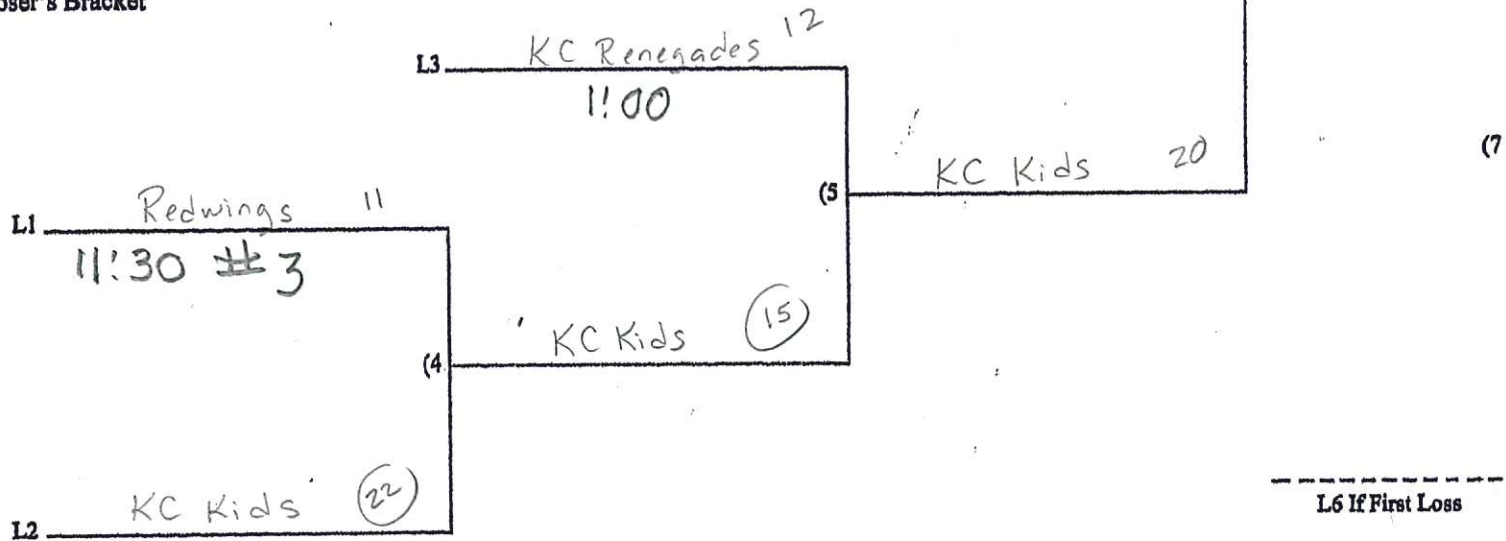 oser's Bracket
L3 KC Renegades 12
1:00
(7
(5 KC Kids 20
L1 Redwings 11
11:30 #3
KC Kids 15
(4
L6 If First Loss
L2 KC Kids 22